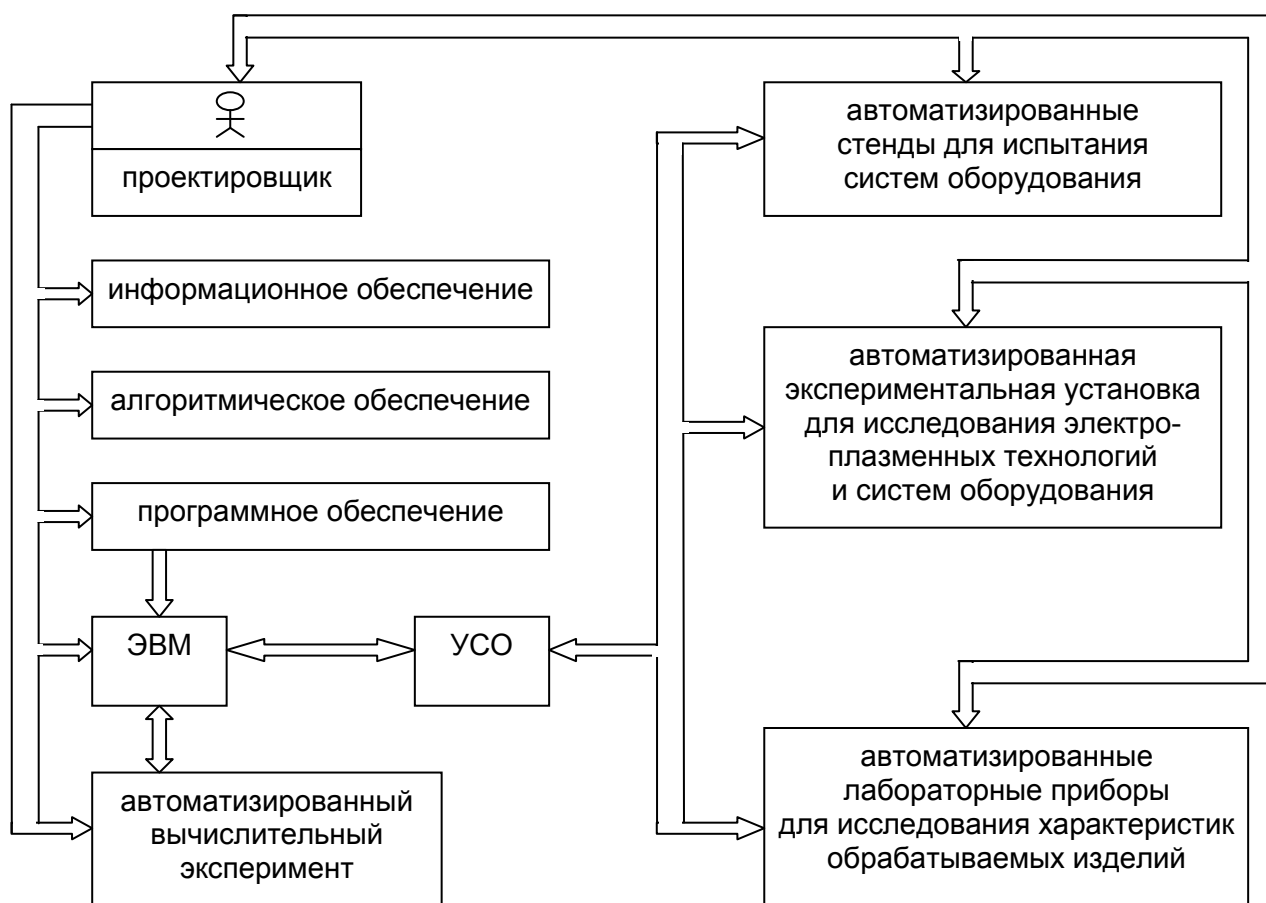 проектировщик
информационное обеспечение
алгоритмическое обеспечение
программное обеспечение
ЭВМ
УСО
автоматизированный
вычислительный
эксперимент
автоматизированные
стенды для испытания
систем оборудования
автоматизированная
экспериментальная установка
для исследования электро-
плазменных технологий
и систем оборудования
автоматизированные
лабораторные приборы
для исследования характеристик
обрабатываемых изделий